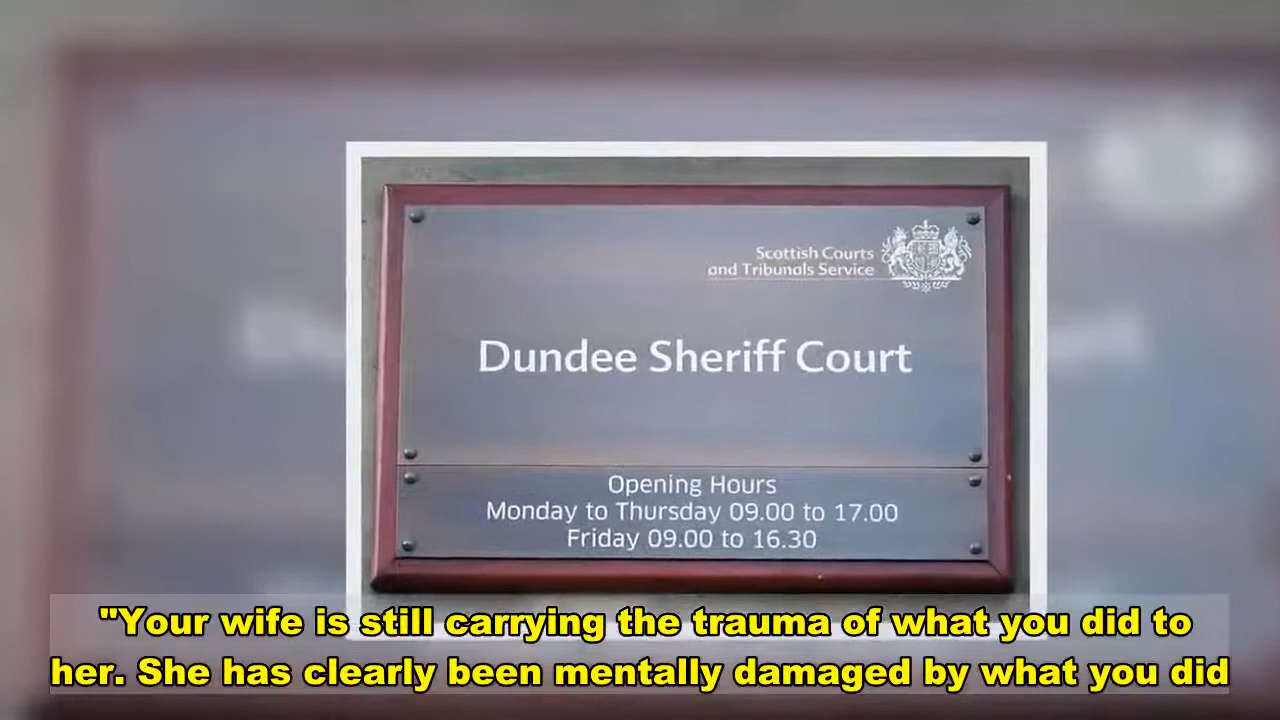 Scottish Courts
and Tribunals Service
Dundee Sheriff Court
Opening Hours
Monday to Thursday 09.00 to 17.00
Friday 09.00 to 16.30
"Your wife is still carrying the trauma of what you did to
her. She has clearly been mentally damaged by what you did